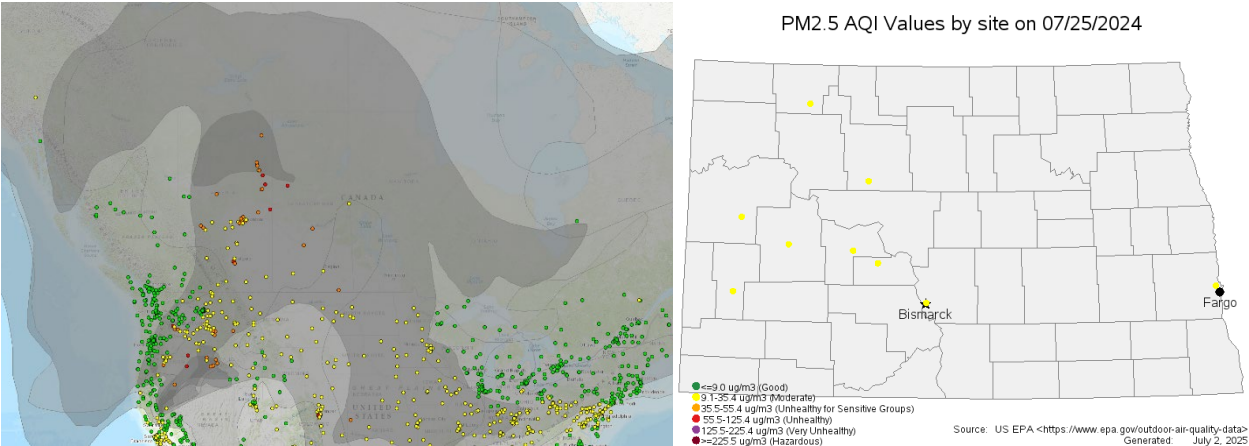 CANADA
UNITED
STATES
PM2.5 AQI Values by site on 07/25/2024
Fargo
Bismarck
<=9.0 ug/m3 (Good)
9.1-35.4 ug/m3 (Moderate)
35.5-55.4 ug/m3 (Unhealthy for Sensitive Groups)
55.5-125.4 ug/m3 (Unhealthy)
125.5-225.4 ug/m3 (Very Unhealthy)
>=225.5 ug/m3 (Hazardous)
Source: US EPA <https://www.epa.gov/outdoor-air-quality-data>
Generated: July 2, 2025